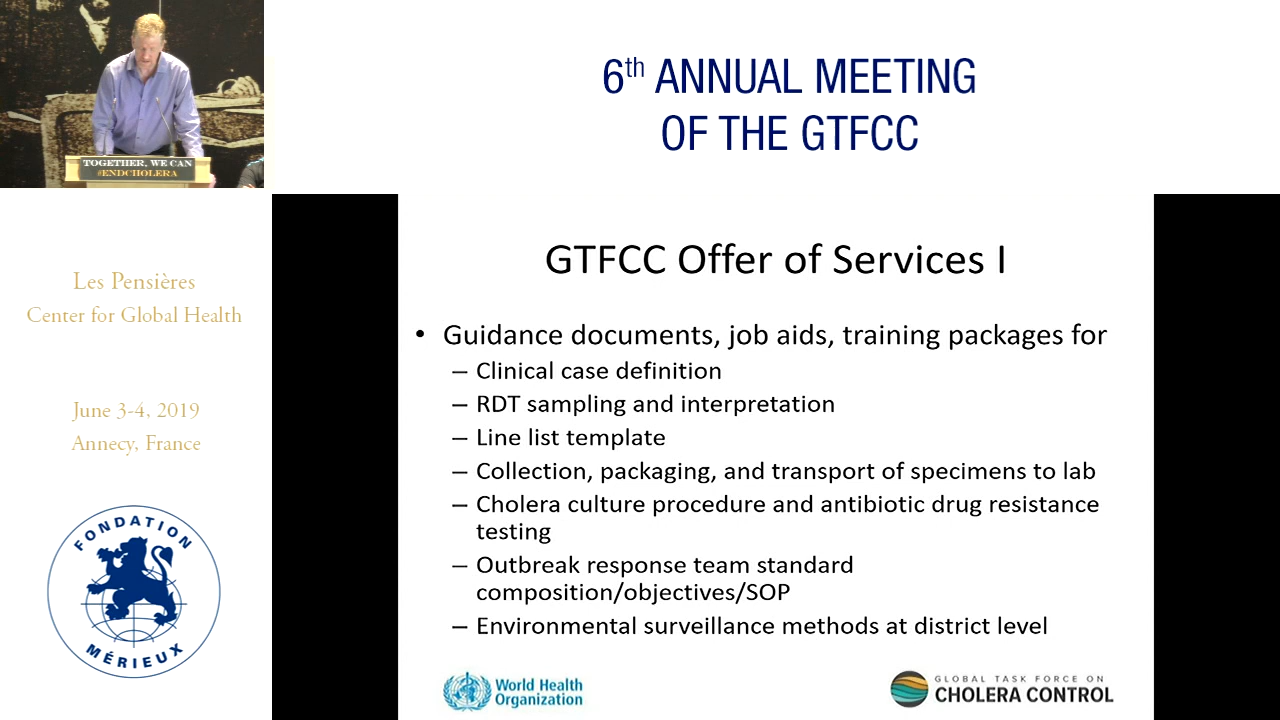 TOGETHER, WE CAN
#ENDCHOLERA
6th ANNUAL MEETING
OF THE GTFCC
Les Pensières
Center for Global Health
June 3-4, 2019
Annecy, France
FONDATION
MÉRIEUX
GTFCC Offer of Services I
• Guidance documents, job aids, training packages for
– Clinical case definition
– RDT sampling and interpretation
– Line list template
– Collection, packaging, and transport of specimens to lab
– Cholera culture procedure and antibiotic drug resistance
testing
– Outbreak response team standard
composition/objectives/SOP
– Environmental surveillance methods at district level
World Health
Organization
GLOBAL TASK FORCE ON
CHOLERA CONTROL